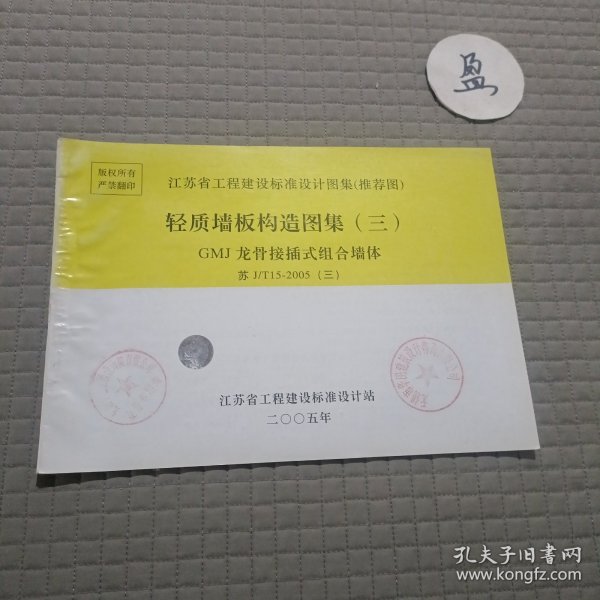 盈
版权所有
严禁翻印
江苏省工程建设标准设计图集(推荐图)
轻质墙板构造图集(三)
GMJ 龙骨接插式组合墙体
苏 J/T15-2005 (三)
江苏省工程建设标准设计站
二〇〇五年
孔夫子旧书网
www.kongfz.com